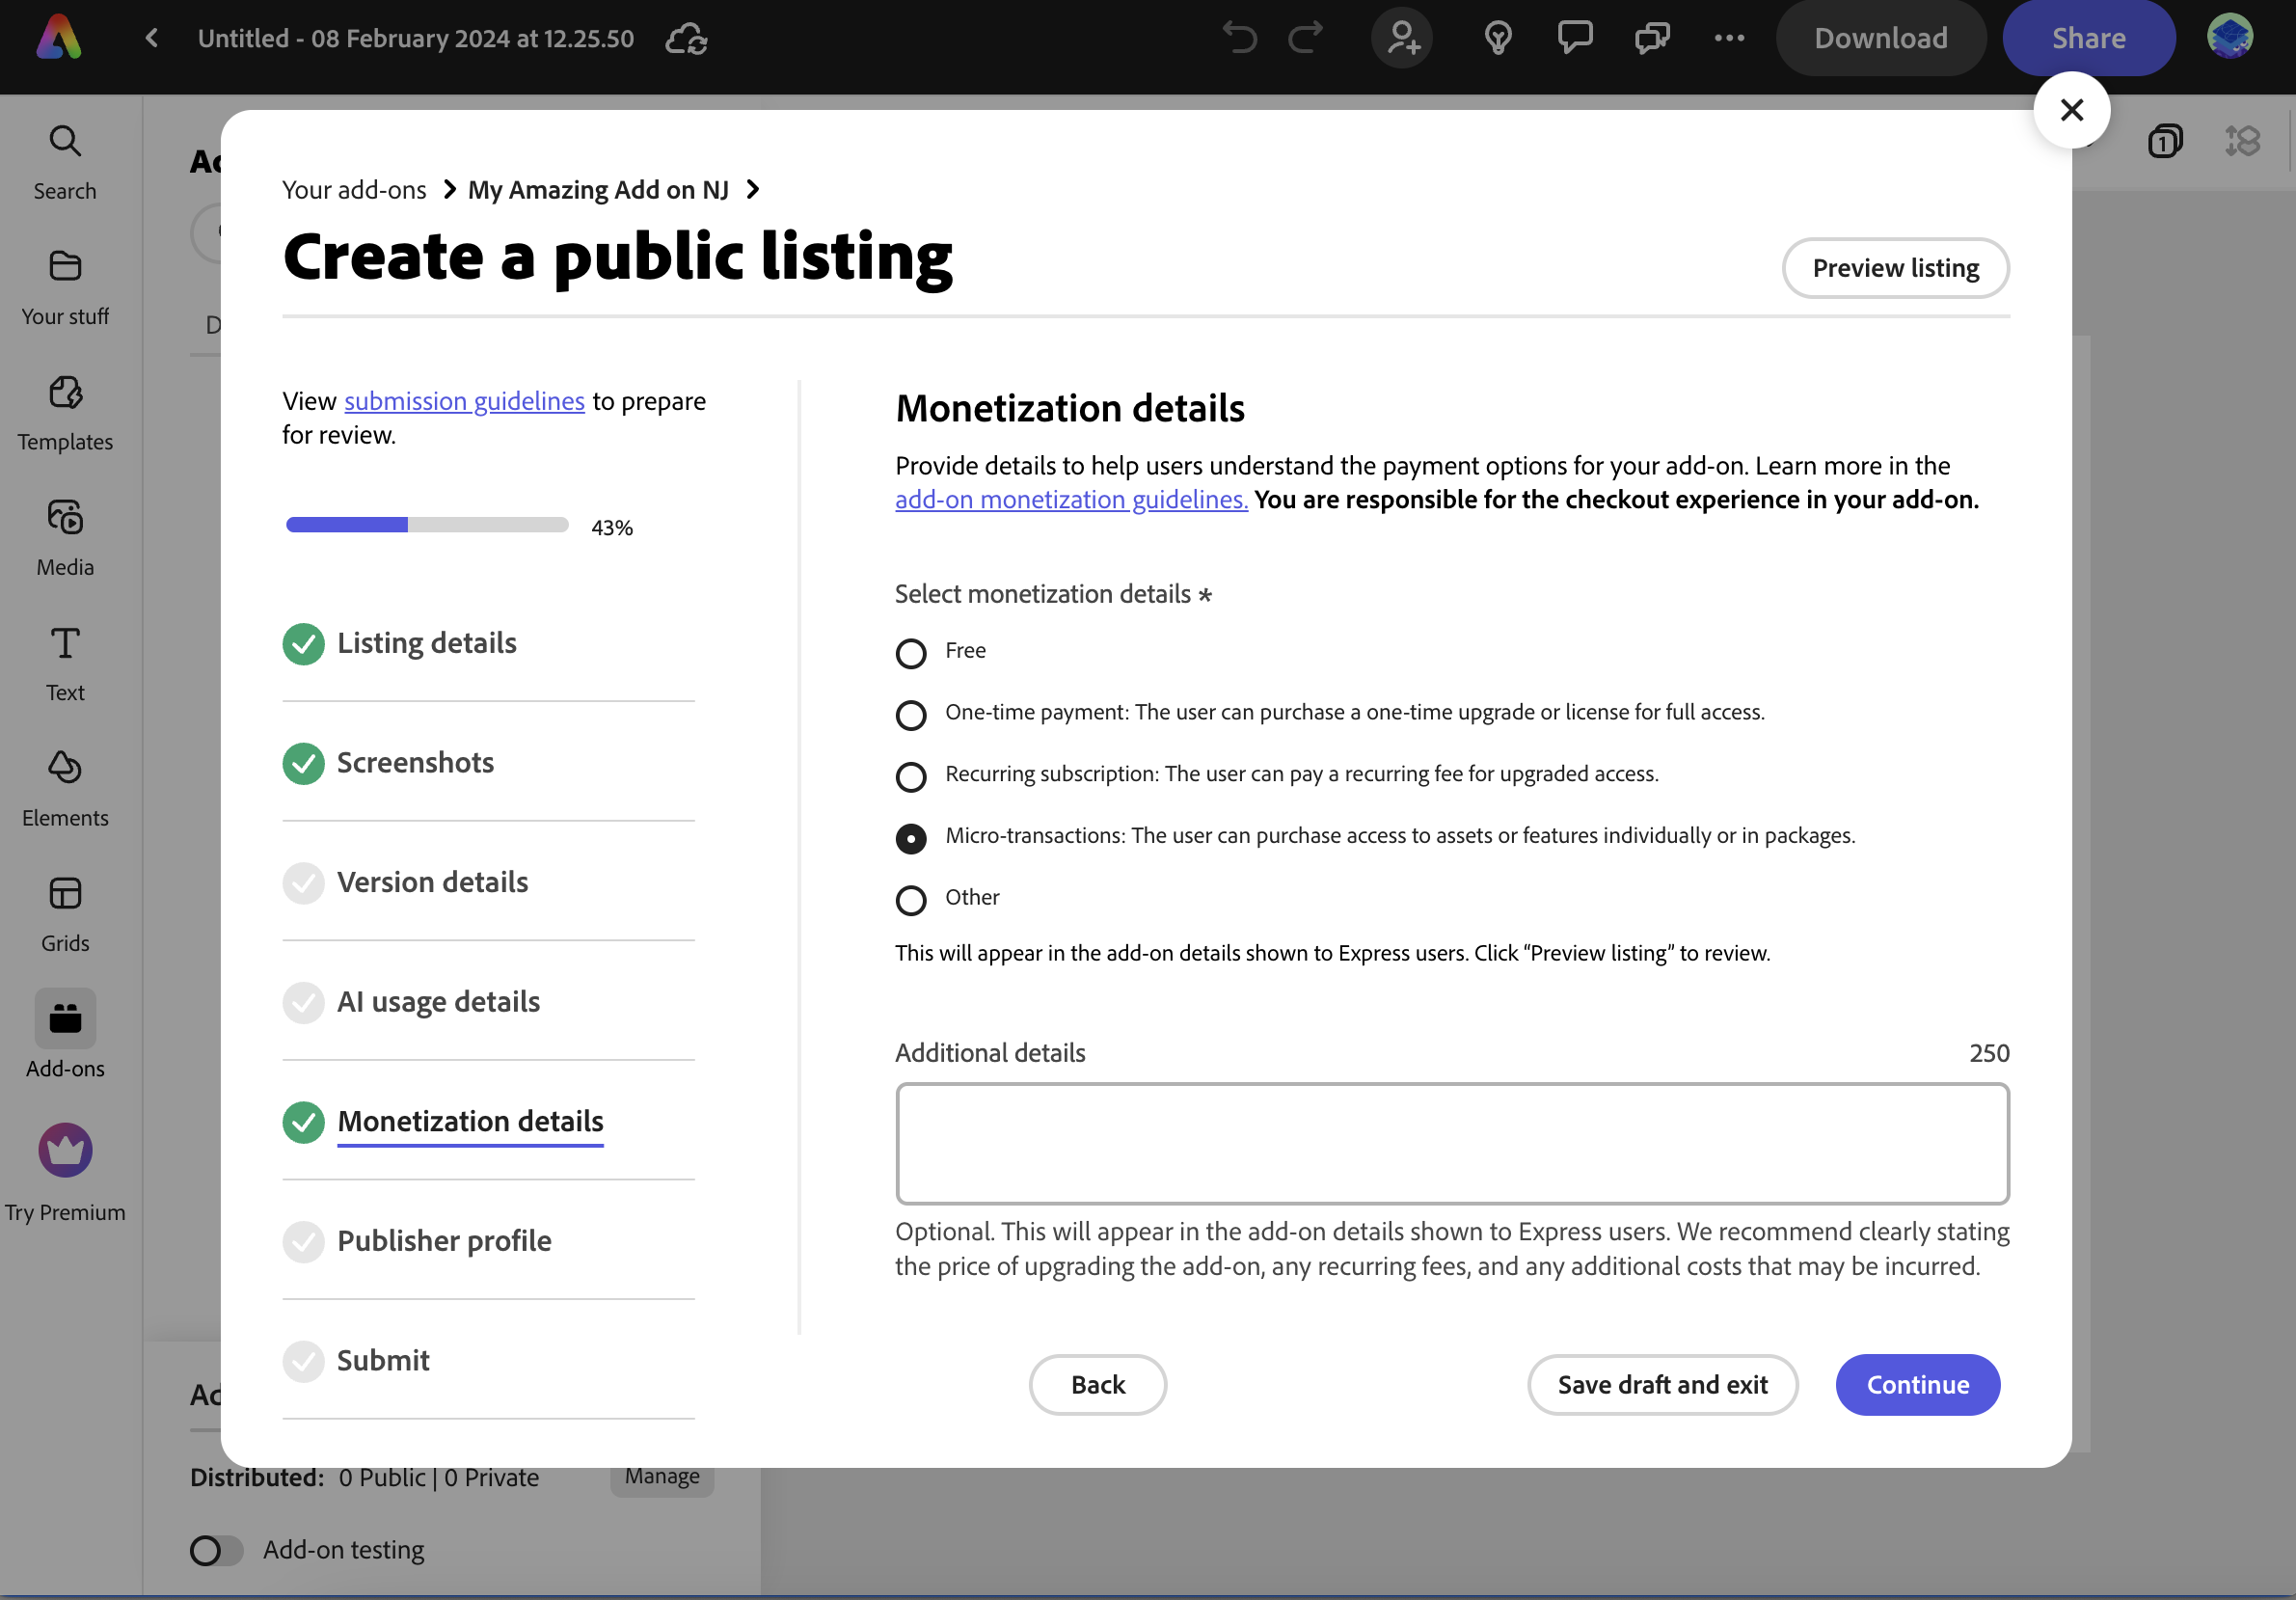 Untitled - 08 February 2024 at 12.25.50
Download
Share
Search
Your stuff
Templates
Media
Text
Elements
Grids
Add-ons
Try Premium
1
Your add-ons > My Amazing Add on NJ >
Create a public listing
Preview listing
View submission guidelines to prepare
for review.
43%
Listing details
Screenshots
Version details
AI usage details
Monetization details
Publisher profile
Submit
Monetization details
Provide details to help users understand the payment options for your add-on. Learn more in the
add-on monetization guidelines. You are responsible for the checkout experience in your add-on.
Select monetization details *
Free
One-time payment: The user can purchase a one-time upgrade or license for full access.
Recurring subscription: The user can pay a recurring fee for upgraded access.
Micro-transactions: The user can purchase access to assets or features individually or in packages.
Other
This will appear in the add-on details shown to Express users. Click “Preview listing” to review.
Additional details 250
Optional. This will appear in the add-on details shown to Express users. We recommend clearly stating
the price of upgrading the add-on, any recurring fees, and any additional costs that may be incurred.
Back
Save draft and exit
Continue
Distributed: 0 Public | 0 Private
Manage
Add-on testing